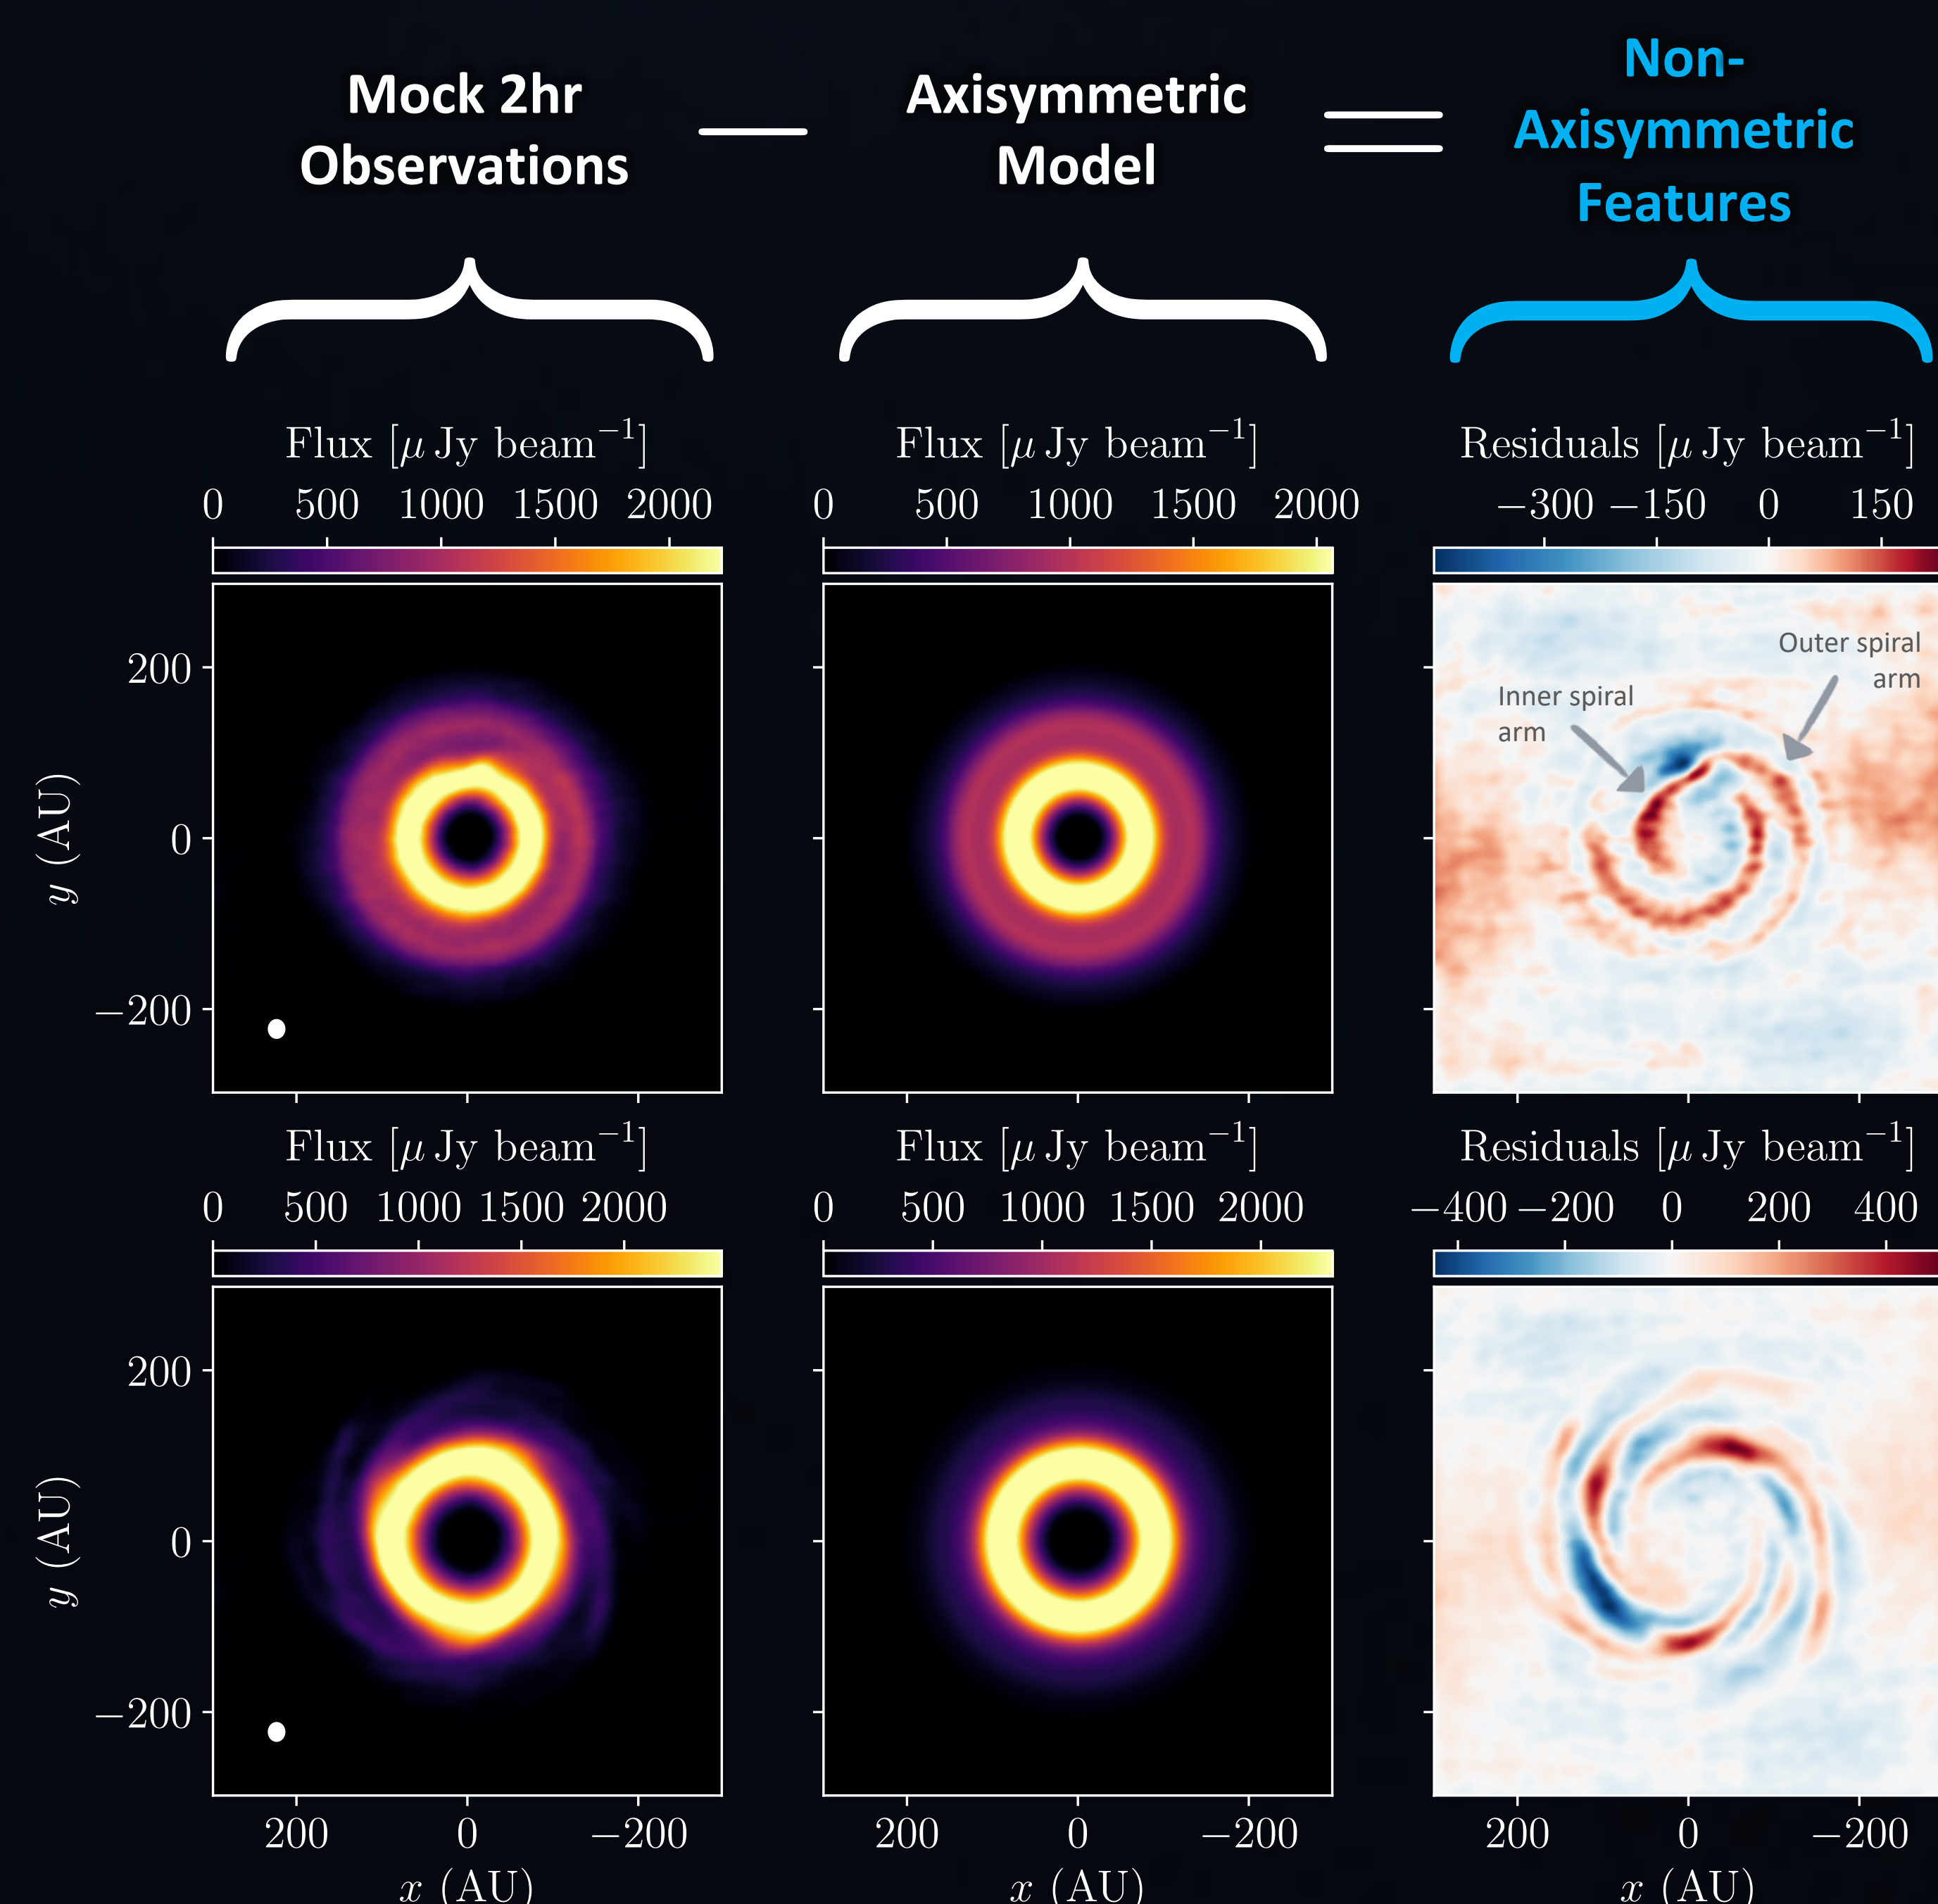 Mock 2hr
Observations
—
Axisymmetric
Model
=
Non-
Axisymmetric
Features
Flux [μ Jy beam⁻¹]
0 500 1000 1500 2000
Flux [μ Jy beam⁻¹]
0 500 1000 1500 2000
Residuals [μ Jy beam⁻¹]
−300 −150 0 150
y (AU)
200
0
−200
Inner spiral
arm
Outer spiral
arm
Flux [μ Jy beam⁻¹]
0 500 1000 1500 2000
Flux [μ Jy beam⁻¹]
0 500 1000 1500 2000
Residuals [μ Jy beam⁻¹]
−400 −200 0 200 400
y (AU)
200
0
−200
200 0 −200
x (AU)
200 0 −200
x (AU)
200 0 −200
x (AU)